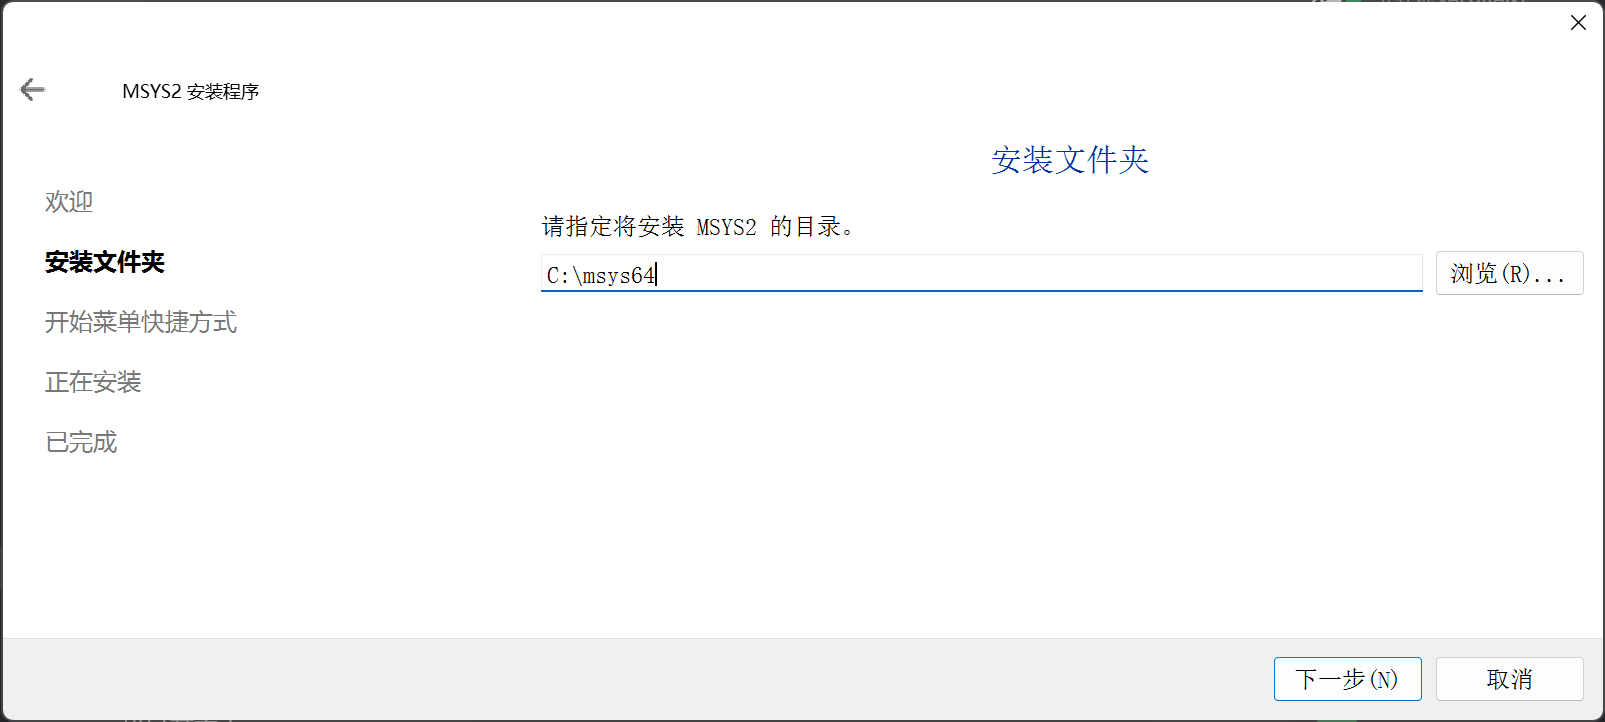 MSYS2 安装程序
安装文件夹
欢迎
安装文件夹
开始菜单快捷方式
正在安装
已完成
请指定将安装 MSYS2 的目录。
C:\msys64
浏览(R)...
下一步(N)
取消